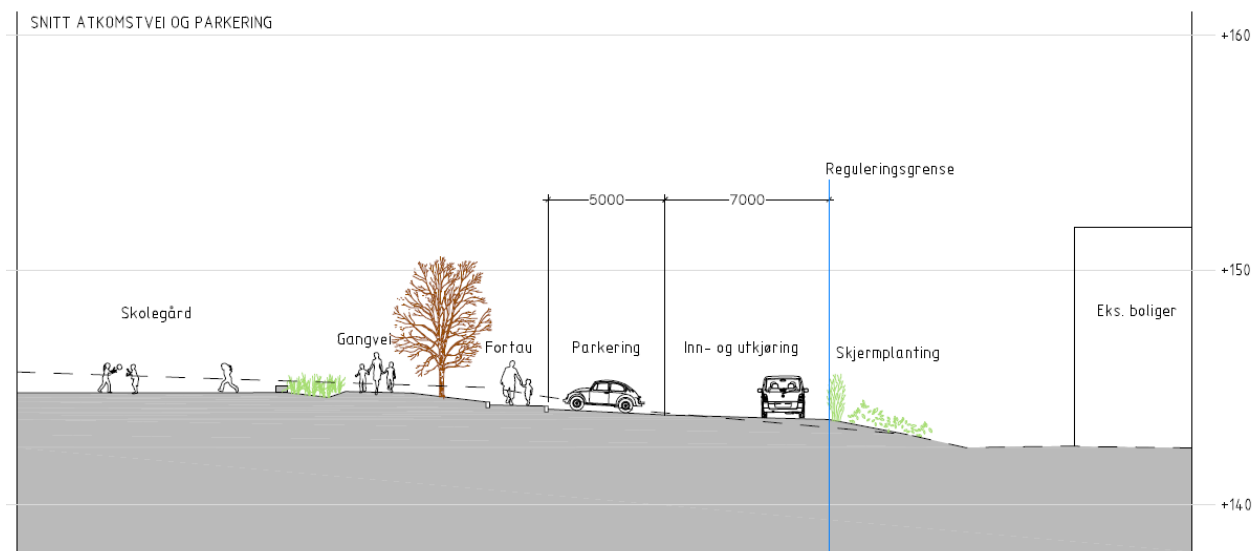 SNITT ATKOMSTVEI OG PARKERING
+160
Reguleringsgrense
5000
7000
+150
Skolegård
Gangvei
Fortau
Parkering
Inn- og utkjøring
Skjermplanting
Eks. boliger
+140